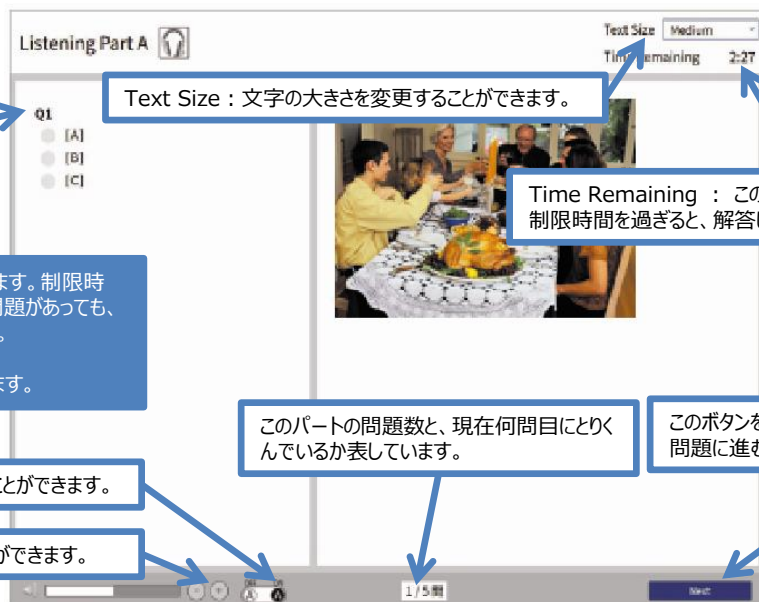 Listening Part A
Text Size Medium
Time Remaining 2:27
Text Size : 文字の大きさを変更することができます。
Q1
[A]
[B]
[C]
Time Remaining : この
制限時間を過ぎると、解答
ます。制限時
問題があっても、
。
ます。
このパートの問題数と、現在何問目にとりく
んでいるか表しています。
このボタンを
問題に進む
ことができます。
ができます。
1/5問
Next